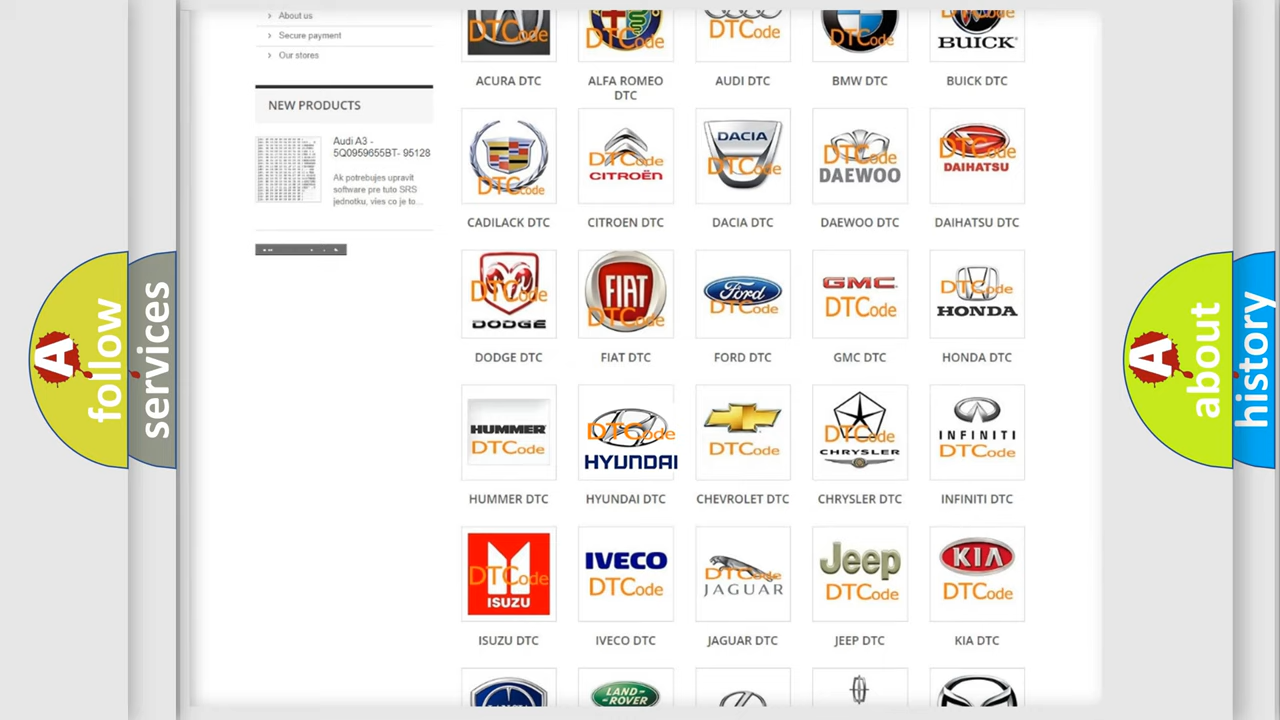 About us
Secure payment
Our stores
NEW PRODUCTS
Audi A3 -
5Q0959655BT- 95128
Ak potrebujes upravit
software pre tuto SRS
jednotku, vies co je to...
DTCode
DTCode
DTCode
DTCode
BUICK
ACURA DTC
ALFA ROMEO
DTC
AUDI DTC
BMW DTC
BUICK DTC
DTCode
DTCode
CITROËN
DACIA
DTCode
DTCode
DAEWOO
DTCode
DAIHATSU
CADILACK DTC
CITROEN DTC
DACIA DTC
DAEWOO DTC
DAIHATSU DTC
DTCode
DODGE
FIAT
DTCode
Ford
DTCode
GMC
DTCode
DTCode
HONDA
DODGE DTC
FIAT DTC
FORD DTC
GMC DTC
HONDA DTC
HUMMER
DTCode
DTCode
HYUNDAI
DTCode
DTCode
CHRYSLER
INFINITI
DTCode
HUMMER DTC
HYUNDAI DTC
CHEVROLET DTC
CHRYSLER DTC
INFINITI DTC
DTCode
ISUZU
IVECO
DTCode
DTCode
JAGUAR
Jeep
DTCode
KIA
DTCode
ISUZU DTC
IVECO DTC
JAGUAR DTC
JEEP DTC
KIA DTC
LAND-
ROVER
A
follow
services
A
about
history